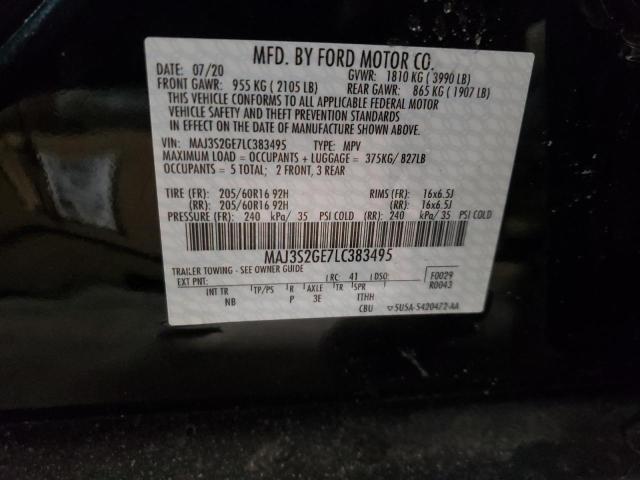 MFD. BY FORD MOTOR CO.
DATE: 07/20 GVWR: 1810 KG ( 3990 LB)
FRONT GAWR: 955 KG ( 2105 LB) REAR GAWR: 865 KG ( 1907 LB)
THIS VEHICLE CONFORMS TO ALL APPLICABLE FEDERAL MOTOR
VEHICLE SAFETY AND THEFT PREVENTION STANDARDS
IN EFFECT ON THE DATE OF MANUFACTURE SHOWN ABOVE.
VIN: MAJ3S2GE7LC383495 TYPE: MPV
MAXIMUM LOAD = OCCUPANTS + LUGGAGE = 375KG/ 827LB
OCCUPANTS = 5 TOTAL; 2 FRONT, 3 REAR
TIRE (FR): 205/60R16 92H RIMS (FR): 16x6.5J
(RR): 205/60R16 92H (RR): 16x6.5J
PRESSURE (FR): 240 kPa/ 35 PSI COLD (RR): 240 kPa/ 35 PSI COLD
MAJ3S2GE7LC383495
TRAILER TOWING - SEE OWNER GUIDE
EXT PNT: RC: 41 DSO: F0029
INT TR TP/PS R AXLE TR SPR R0043
NB P 3E ITHH
CBU 5U5A-5420472-AA